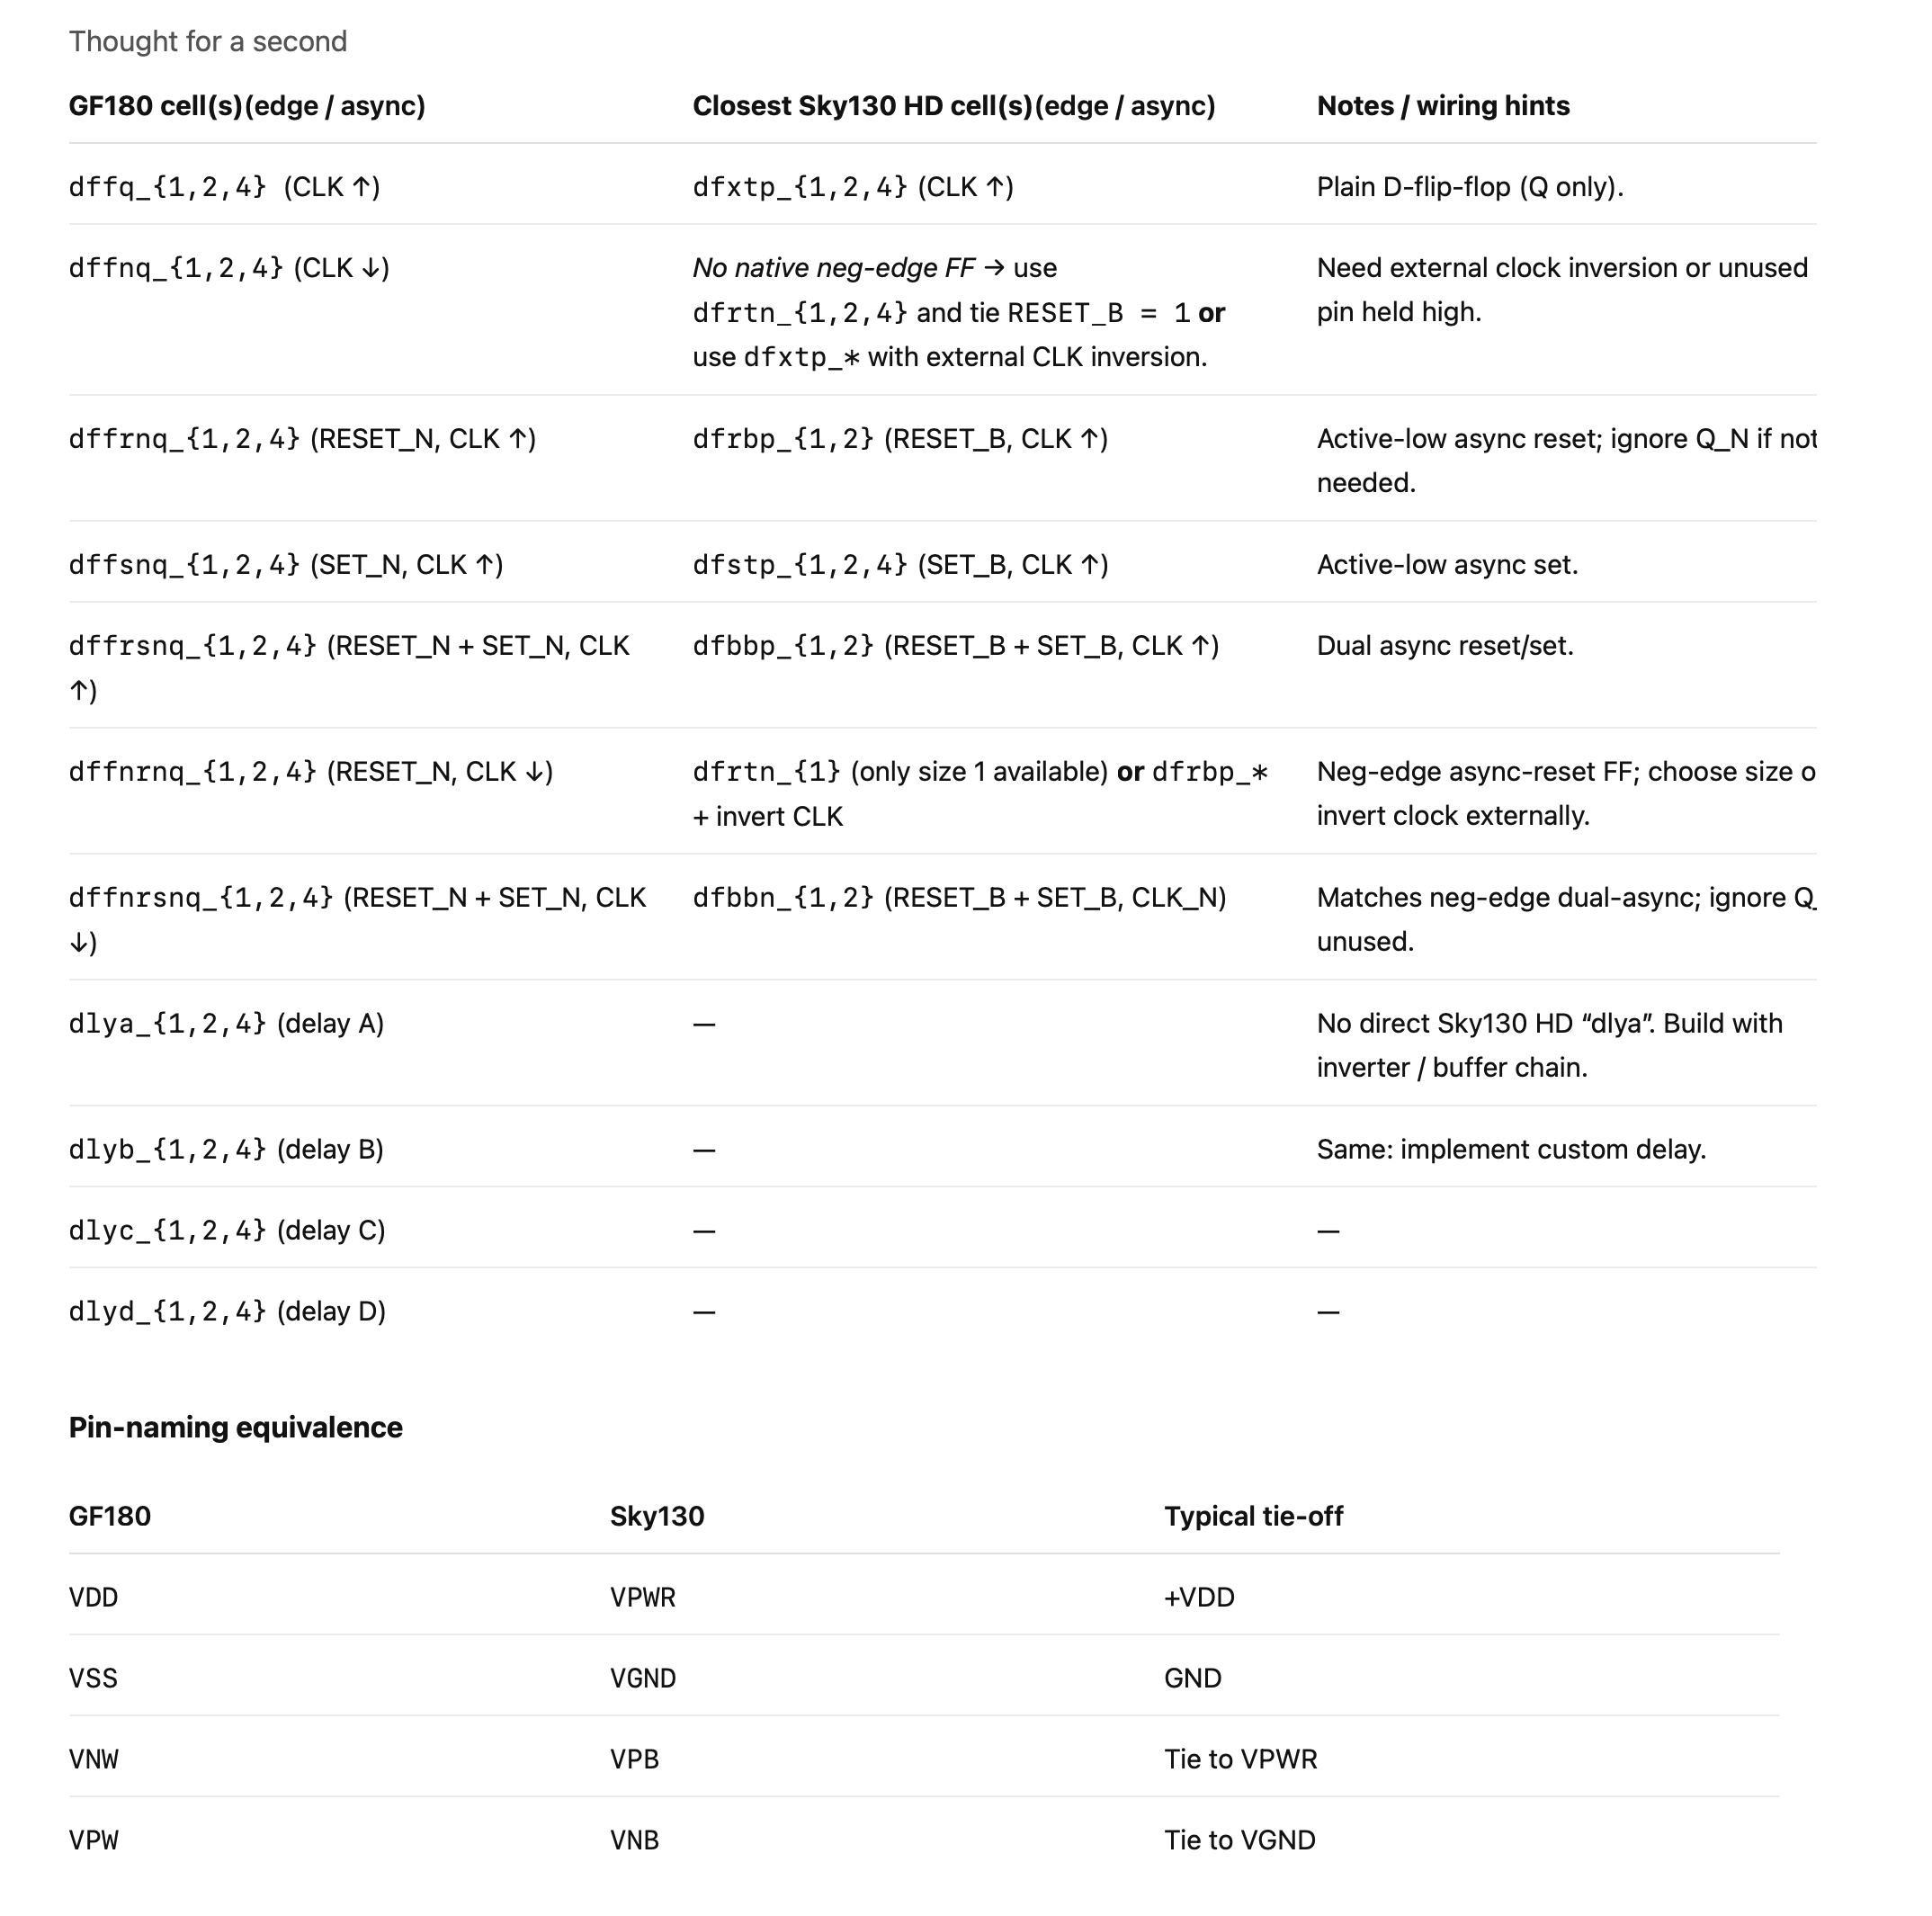 Thought for a second
GF180 cell(s)(edge / async) Closest Sky130 HD cell(s)(edge / async) Notes / wiring hints
dffq_{1,2,4} (CLK ↑) dfxtp_{1,2,4} (CLK ↑) Plain D-flip-flop (Q only).
dffnq_{1,2,4} (CLK ↓) No native neg-edge FF → use Need external clock inversion or unused
dfrtn_{1,2,4} and tie RESET_B = 1 or pin held high.
use dfxtp_* with external CLK inversion.
dffrnq_{1,2,4} (RESET_N, CLK ↑) dfrbp_{1,2} (RESET_B, CLK ↑) Active-low async reset; ignore Q_N if not
needed.
dffsnq_{1,2,4} (SET_N, CLK ↑) dfstp_{1,2,4} (SET_B, CLK ↑) Active-low async set.
dffrsnq_{1,2,4} (RESET_N + SET_N, CLK dfbbp_{1,2} (RESET_B + SET_B, CLK ↑) Dual async reset/set.
↑)
dffnrnq_{1,2,4} (RESET_N, CLK ↓) dfrtn_{1} (only size 1 available) or dfrbp_* Neg-edge async-reset FF; choose size o
+ invert CLK invert clock externally.
dffnrsnq_{1,2,4} (RESET_N + SET_N, CLK dfbbn_{1,2} (RESET_B + SET_B, CLK_N) Matches neg-edge dual-async; ignore Q_
↓) unused.
dlya_{1,2,4} (delay A) — No direct Sky130 HD “dlya”. Build with
inverter / buffer chain.
dlyb_{1,2,4} (delay B) — Same: implement custom delay.
dlyc_{1,2,4} (delay C) — —
dlyd_{1,2,4} (delay D) — —
Pin-naming equivalence
GF180 Sky130 Typical tie-off
VDD VPWR +VDD
VSS VGND GND
VNW VPB Tie to VPWR
VPW VNB Tie to VGND